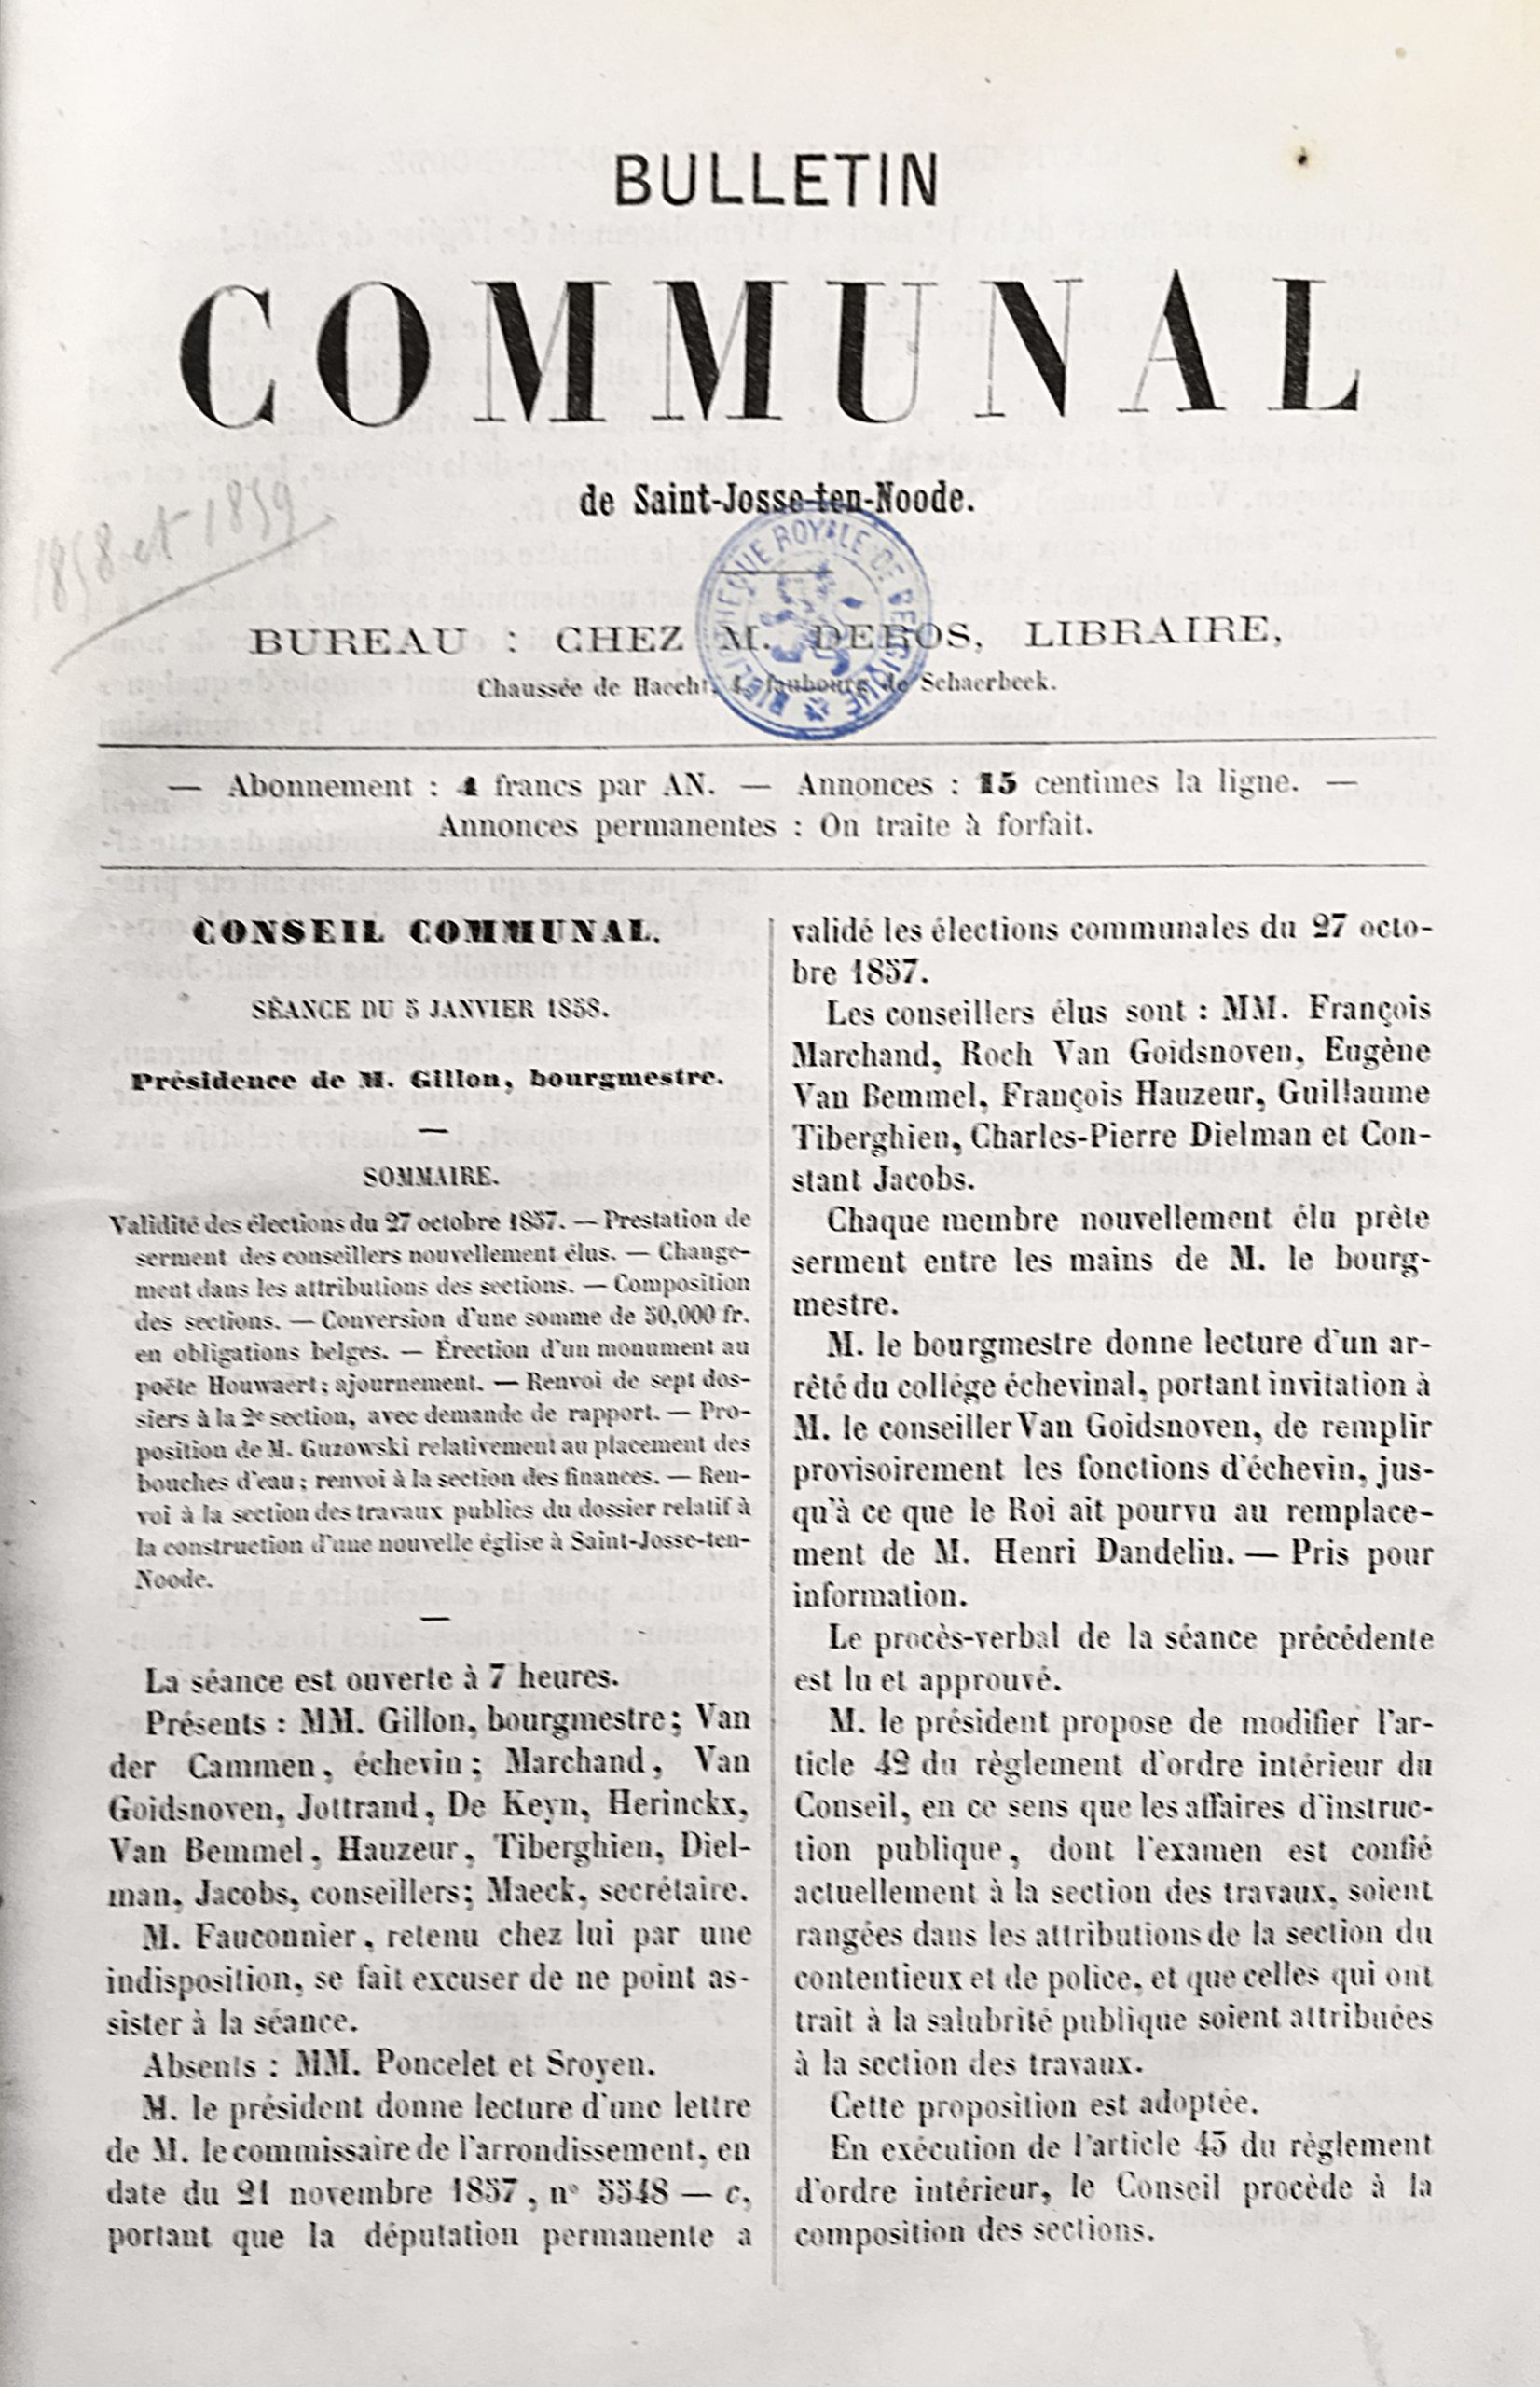 BULLETIN
COMMUNAL
de Saint-Josse-ten-Noode.
1858 et 1859
BIBLIOTHEQUE ROYALE DE BELGIQUE
BUREAU : CHEZ M. DEROS, LIBRAIRE,
Chaussée de Haecht, 4, faubourg de Schaerbeek.
— Abonnement : 4 francs par AN. — Annonces : 15 centimes la ligne. —
Annonces permanentes : On traite à forfait.
CONSEIL COMMUNAL.
SÉANCE DU 5 JANVIER 1858.
Présidence de M. Gillon, bourgmestre.
—
SOMMAIRE.
Validité des élections du 27 octobre 1857. — Prestation de
serment des conseillers nouvellement élus. — Change-
ment dans les attributions des sections. — Composition
des sections. — Conversion d'une somme de 50,000 fr.
en obligations belges. — Érection d'un monument au
poëte Houwaert; ajournement. — Renvoi de sept dos-
siers à la 2e section, avec demande de rapport. — Pro-
position de M. Guzowski relativement au placement des
bouches d'eau; renvoi à la section des finances. — Ren-
voi à la section des travaux publics du dossier relatif à
la construction d'une nouvelle église à Saint-Josse-ten-
Noode.
—
La séance est ouverte à 7 heures.
Présents : MM. Gillon, bourgmestre; Van
der Cammen, échevin; Marchand, Van
Goidsnoven, Jottrand, De Keyn, Herinckx,
Van Bemmel, Hauzeur, Tiberghien, Diel-
man, Jacobs, conseillers; Maeck, secrétaire.
M. Fauconnier, retenu chez lui par une
indisposition, se fait excuser de ne point as-
sister à la séance.
Absents : MM. Poncelet et Sroyen.
M. le président donne lecture d'une lettre
de M. le commissaire de l'arrondissement, en
date du 21 novembre 1857, n° 5548 — c,
portant que la députation permanente a
validé les élections communales du 27 octo-
bre 1857.
Les conseillers élus sont : MM. François
Marchand, Roch Van Goidsnoven, Eugène
Van Bemmel, François Hauzeur, Guillaume
Tiberghien, Charles-Pierre Dielman et Con-
stant Jacobs.
Chaque membre nouvellement élu prête
serment entre les mains de M. le bourg-
mestre.
M. le bourgmestre donne lecture d'un ar-
rêté du collége échevinal, portant invitation à
M. le conseiller Van Goidsnoven, de remplir
provisoirement les fonctions d'échevin, jus-
qu'à ce que le Roi ait pourvu au remplace-
ment de M. Henri Dandelin. — Pris pour
information.
Le procès-verbal de la séance précédente
est lu et approuvé.
M. le président propose de modifier l'ar-
ticle 42 du règlement d'ordre intérieur du
Conseil, en ce sens que les affaires d'instruc-
tion publique, dont l'examen est confié
actuellement à la section des travaux, soient
rangées dans les attributions de la section du
contentieux et de police, et que celles qui ont
trait à la salubrité publique soient attribuées
à la section des travaux.
Cette proposition est adoptée.
En exécution de l'article 43 du règlement
d'ordre intérieur, le Conseil procède à la
composition des sections.